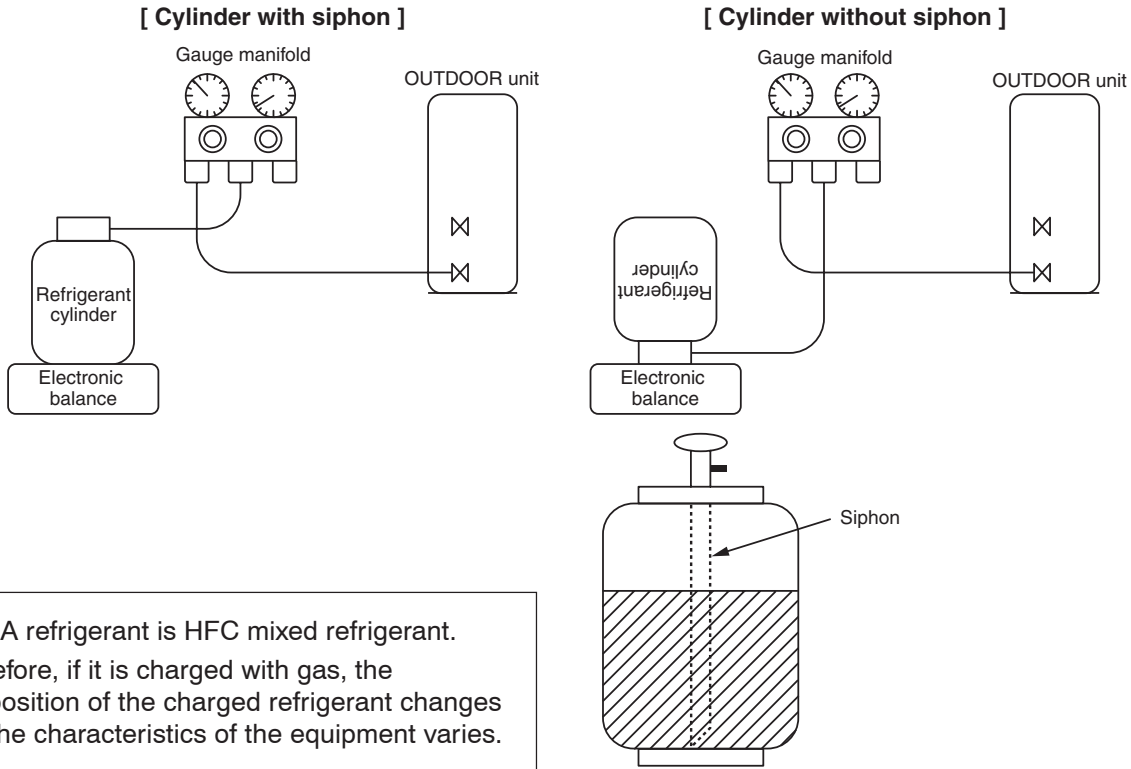 [ Cylinder with siphon ]
Gauge manifold
OUTDOOR unit
Refrigerant
cylinder
Electronic
balance
[ Cylinder without siphon ]
Gauge manifold
OUTDOOR unit
Refrigerant
cylinder
Electronic
balance
Siphon
A refrigerant is HFC mixed refrigerant.
efore, if it is charged with gas, the
position of the charged refrigerant changes
he characteristics of the equipment varies.